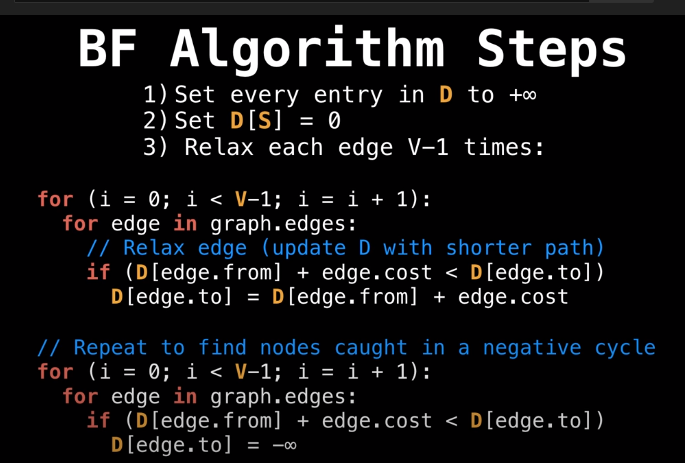 BF Algorithm Steps
1) Set every entry in D to +∞
2) Set D[S] = 0
3) Relax each edge V-1 times:
for (i = 0; i < V-1; i = i + 1):
for edge in graph.edges:
// Relax edge (update D with shorter path)
if (D[edge.from] + edge.cost < D[edge.to])
D[edge.to] = D[edge.from] + edge.cost
// Repeat to find nodes caught in a negative cycle
for (i = 0; i < V-1; i = i + 1):
for edge in graph.edges:
if (D[edge.from] + edge.cost < D[edge.to])
D[edge.to] = -∞